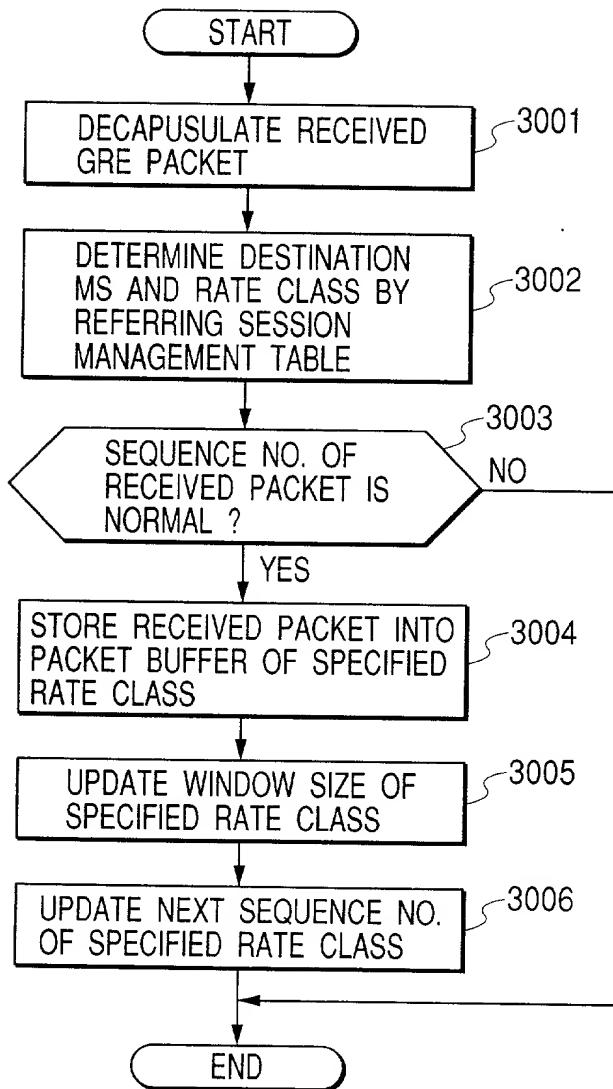 START
DECAPUSULATE RECEIVED
GRE PACKET
3001
DETERMINE DESTINATION
MS AND RATE CLASS BY
REFERRING SESSION
MANAGEMENT TABLE
3002
3003
SEQUENCE NO. OF
RECEIVED PACKET IS
NORMAL ?
NO
YES
STORE RECEIVED PACKET INTO
PACKET BUFFER OF SPECIFIED
RATE CLASS
3004
UPDATE WINDOW SIZE OF
SPECIFIED RATE CLASS
3005
UPDATE NEXT SEQUENCE NO.
OF SPECIFIED RATE CLASS
3006
END